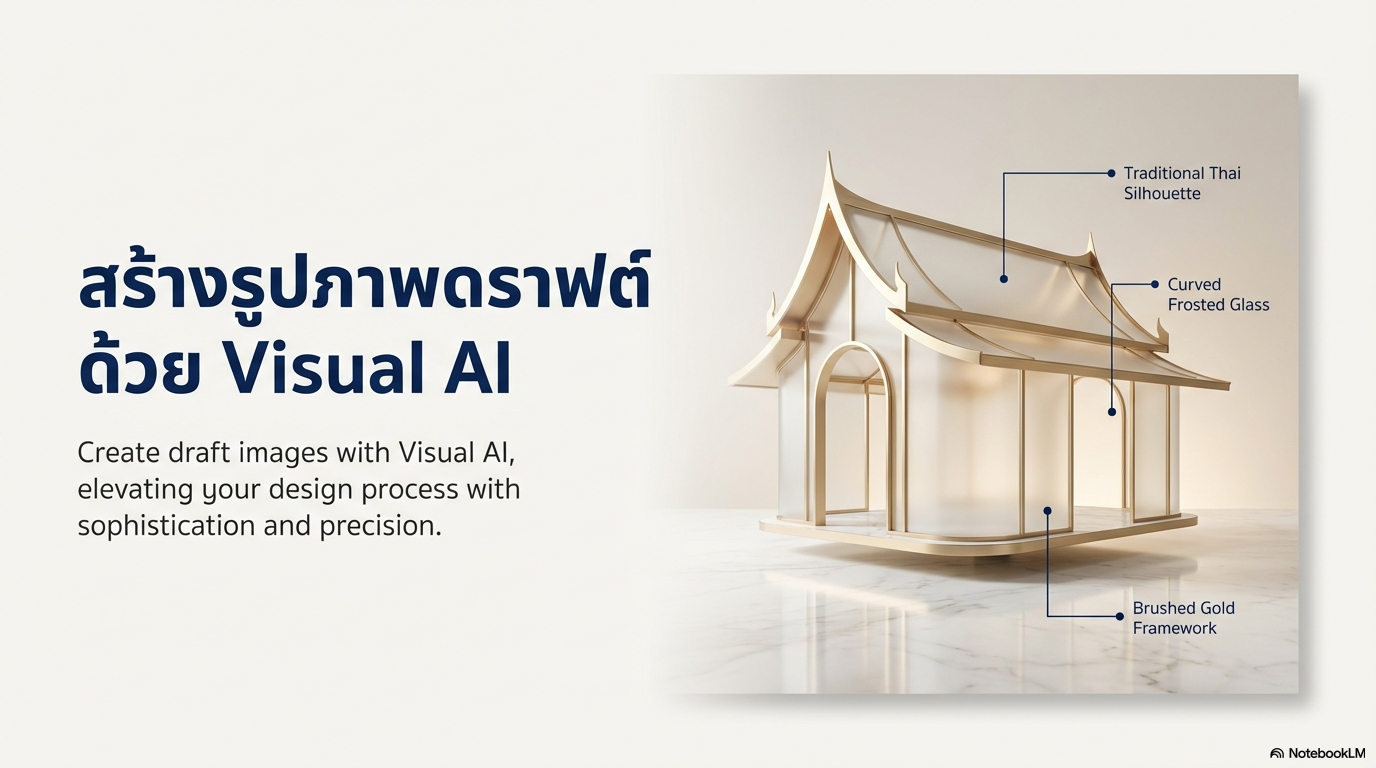 สร้างรูปภาพดราฟต์
ด้วย Visual AI
Create draft images with Visual AI,
elevating your design process with
sophistication and precision.
Traditional Thai
Silhouette
Curved
Frosted Glass
Brushed Gold
Framework
NotebookLM